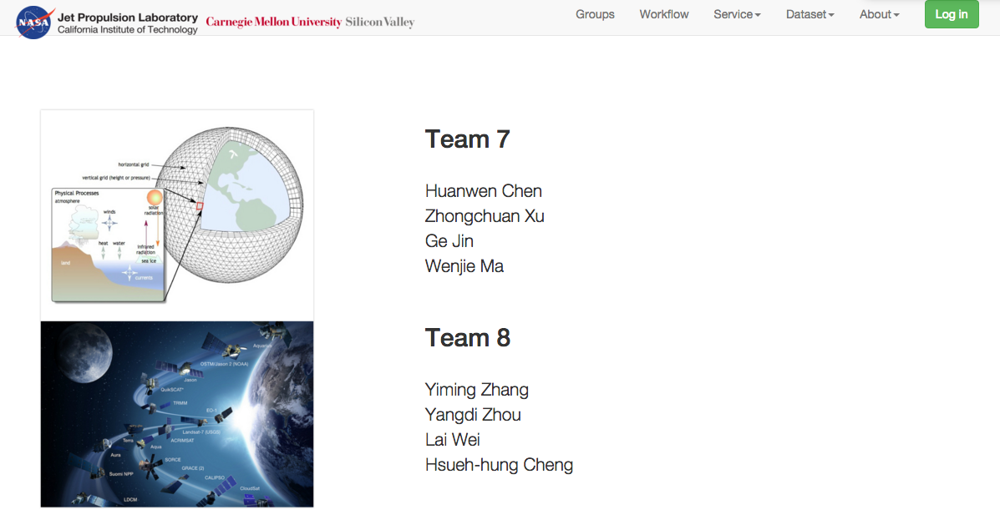 NASA
Jet Propulsion Laboratory
California Institute of Technology
Carnegie Mellon University Silicon Valley
Groups
Workflow
Service
Dataset
About
Log in
horizontal grid
vertical grid (height or pressure)
Physical Processes
atmosphere
solar
radiation
winds
heat water
infrared
radiation
sea ice
land
currents
Aquarius
OSTM/Jason 2 (NOAA)
Jason
QuikSCAT*
TRMM
EO-1
Landsat-7 (USGS)
Terra
ACRIMSAT
Aqua
Aura
SORCE
GRACE (2)
Suomi NPP
CALIPSO
CloudSat
LDCM
Team 7
Huanwen Chen
Zhongchuan Xu
Ge Jin
Wenjie Ma
Team 8
Yiming Zhang
Yangdi Zhou
Lai Wei
Hsueh-hung Cheng